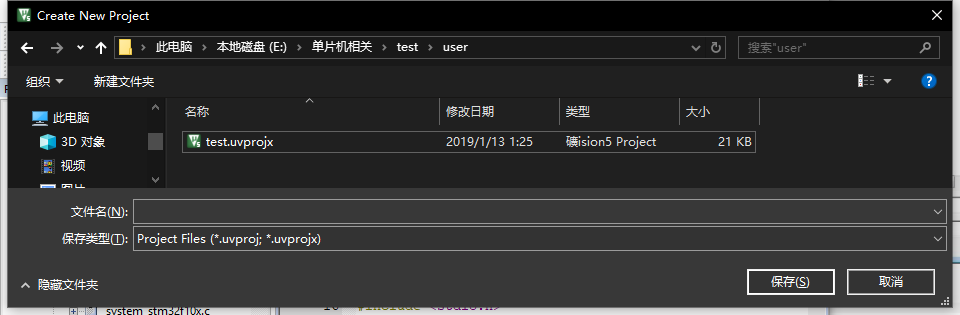 Create New Project
此电脑 本地磁盘 (E:) 单片机相关 test user 搜索"user"
组织 新建文件夹
名称 修改日期 类型 大小
此电脑
3D 对象
视频
test.uvprojx 2019/1/13 1:25 礦ision5 Project 21 KB
文件名(N):
保存类型(T): Project Files (*.uvproj; *.uvprojx)
隐藏文件夹 保存(S) 取消
system_stm32f10x.c